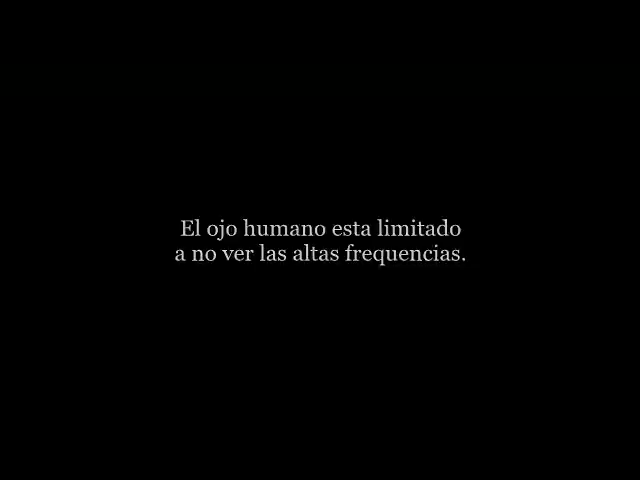 El ojo humano esta limitado
a no ver las altas frequencias.